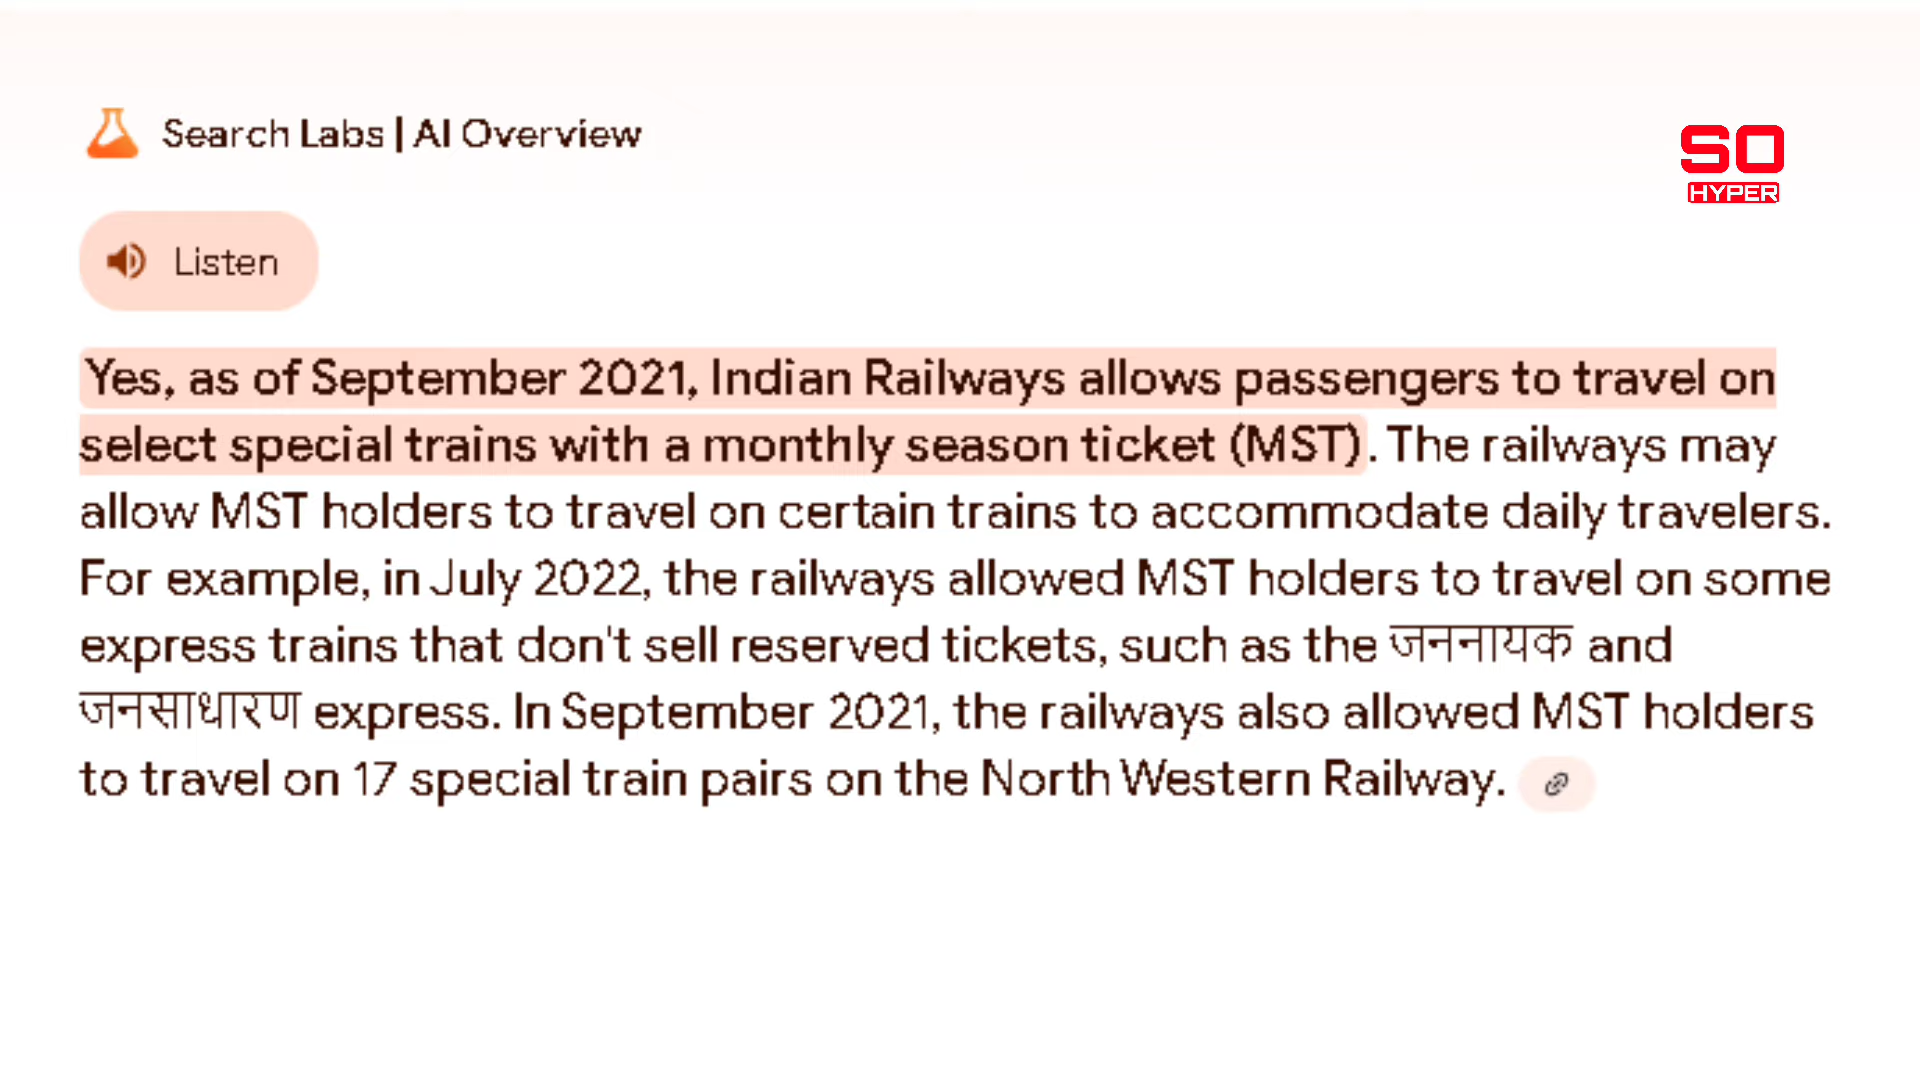 Search Labs | AI Overview
SO
HYPER
Listen
Yes, as of September 2021, Indian Railways allows passengers to travel on
select special trains with a monthly season ticket (MST). The railways may
allow MST holders to travel on certain trains to accommodate daily travelers.
For example, in July 2022, the railways allowed MST holders to travel on some
express trains that don't sell reserved tickets, such as the जननायक and
जनसाधारण express. In September 2021, the railways also allowed MST holders
to travel on 17 special train pairs on the North Western Railway.